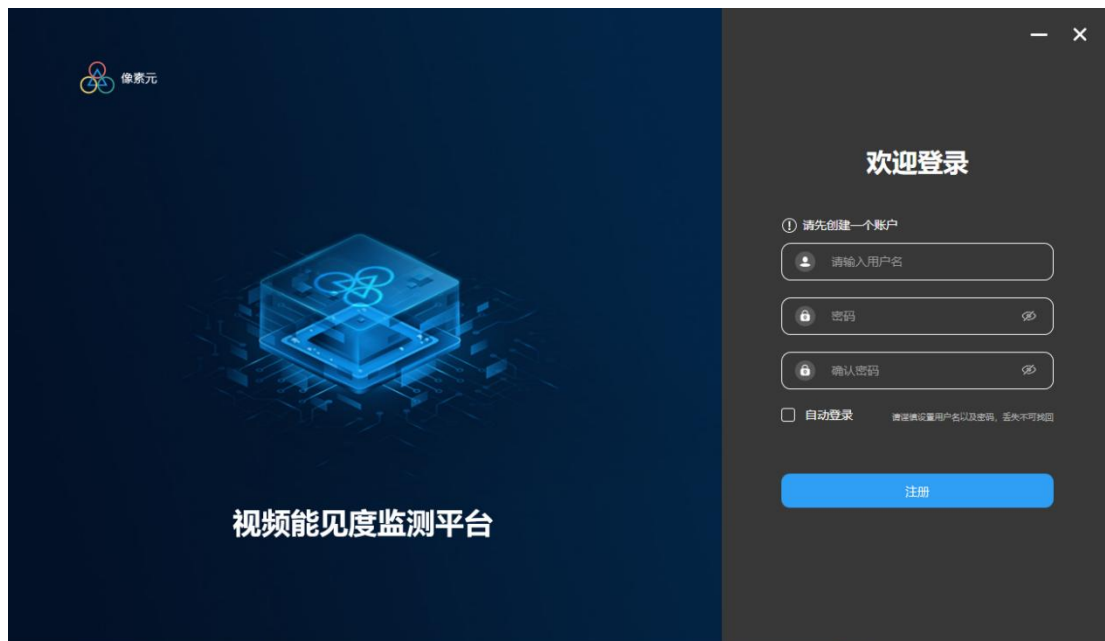 像素元
视频能见度监测平台
欢迎登录
请先创建一个账户
请输入用户名
密码
确认密码
自动登录 请谨慎设置用户名以及密码，丢失不可找回
注册